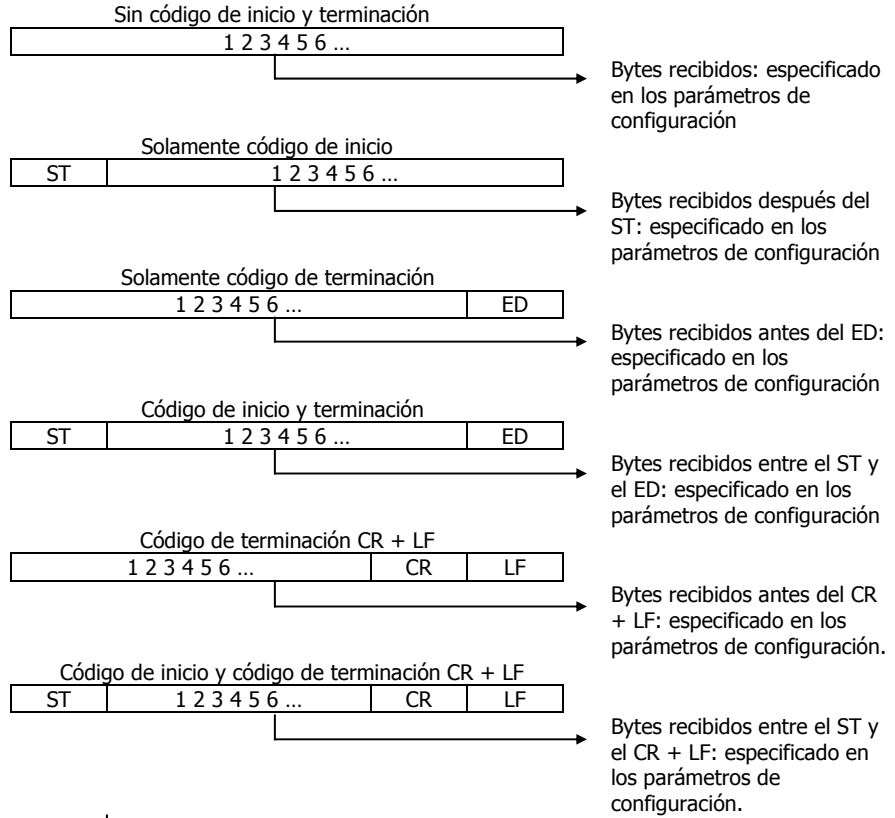 Sin código de inicio y terminación
1 2 3 4 5 6 ...
Bytes recibidos: especificado
en los parámetros de
configuración
Solamente código de inicio
ST 1 2 3 4 5 6 ...
Bytes recibidos después del
ST: especificado en los
parámetros de configuración
Solamente código de terminación
1 2 3 4 5 6 ... ED
Bytes recibidos antes del ED:
especificado en los
parámetros de configuración
Código de inicio y terminación
ST 1 2 3 4 5 6 ... ED
Bytes recibidos entre el ST y
el ED: especificado en los
parámetros de configuración
Código de terminación CR + LF
1 2 3 4 5 6 ... CR LF
Bytes recibidos antes del CR
+ LF: especificado en los
parámetros de configuración.
Código de inicio y código de terminación CR + LF
ST 1 2 3 4 5 6 ... CR LF
Bytes recibidos entre el ST y
el CR + LF: especificado en
los parámetros de
configuración.